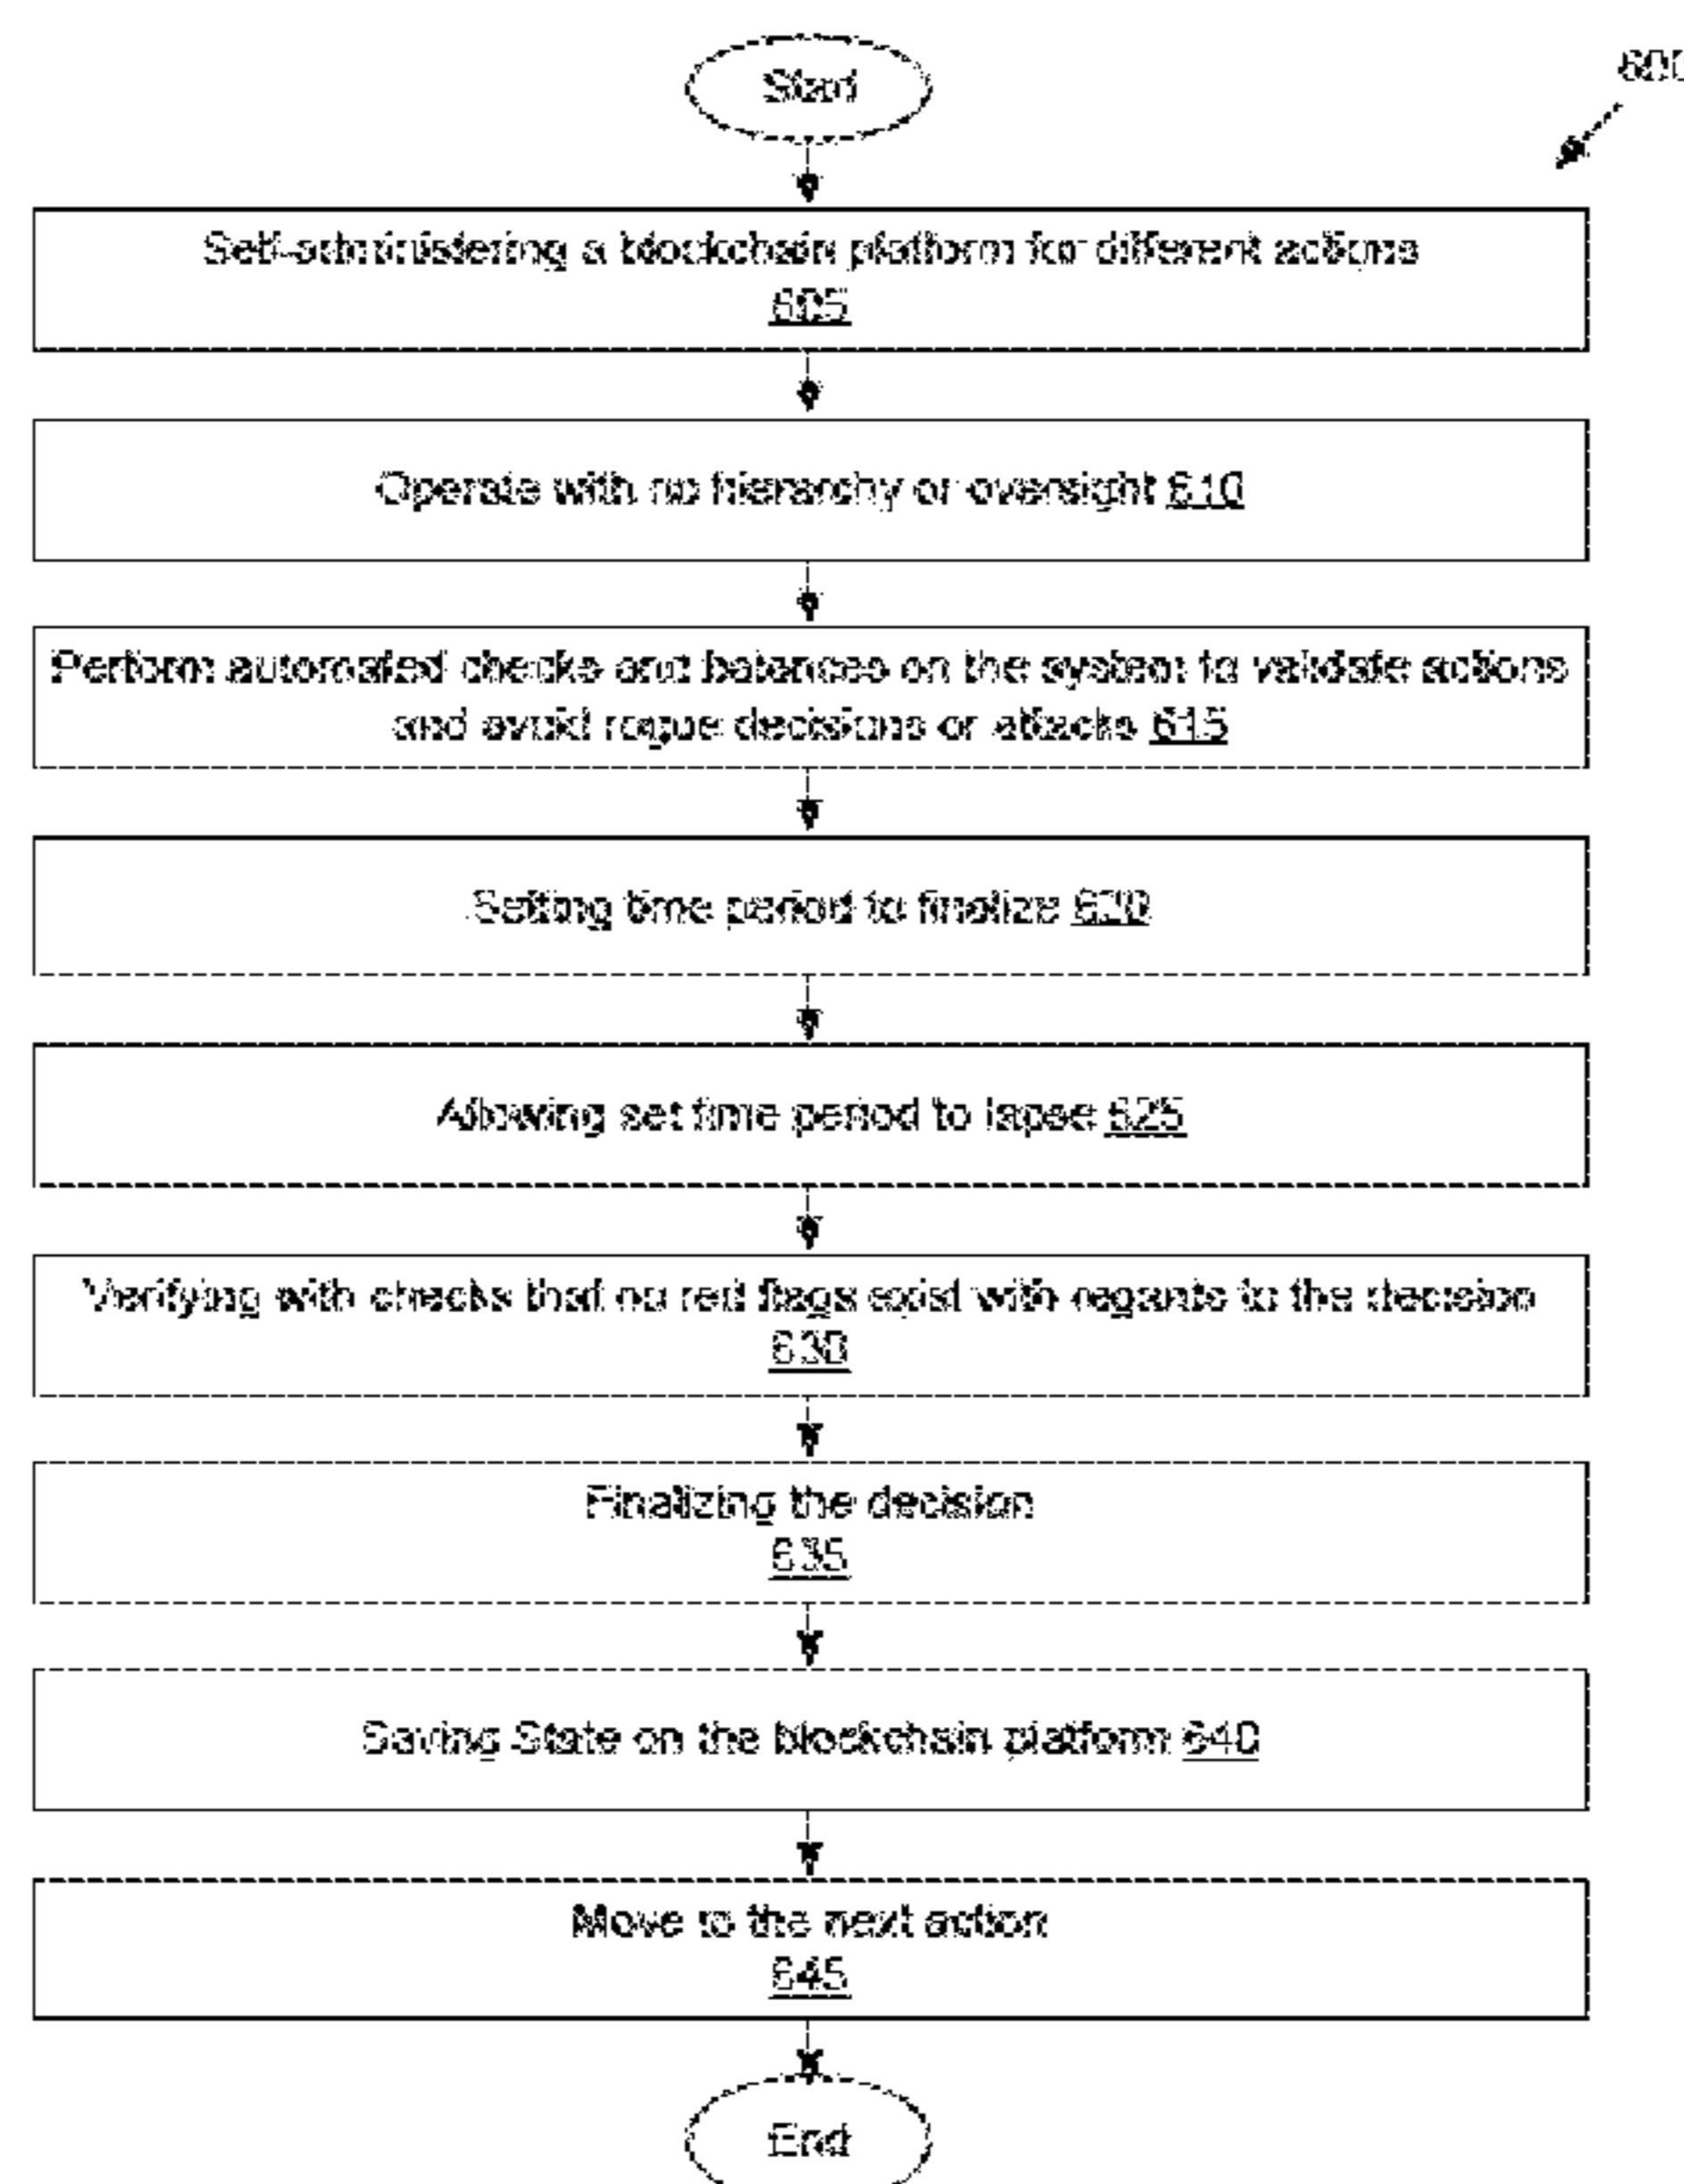 Start
600
Self-administering a blockchain platform for different actions
605
Operate with no hierarchy or oversight 610
Perform automated checks and balances on the system to validate actions
and avoid rogue decisions or attacks 615
Setting time period to finalize 620
Allowing set time period to lapse 625
Verifying with checks that no red flags exist with regards to the decision
630
Finalizing the decision
635
Saving State on the blockchain platform 640
Move to the next action
645
End